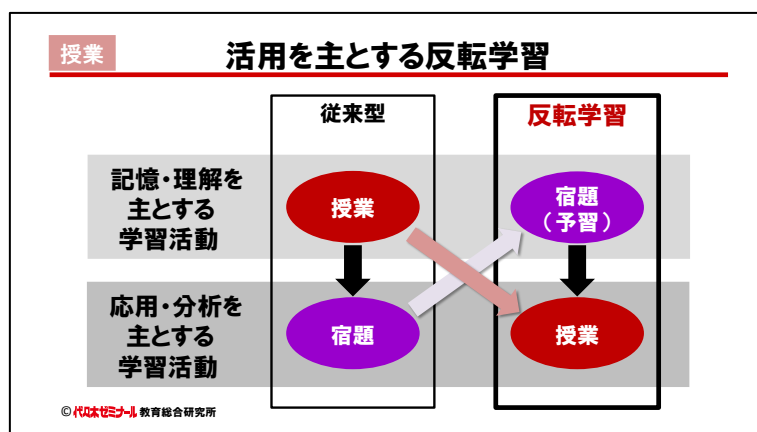 授業
活用を主とする反転学習
従来型
反転学習
記憶・理解を
主とする
学習活動
授業
宿題
（予習）
応用・分析を
主とする
学習活動
宿題
授業
©代々木ゼミナール 教育総合研究所